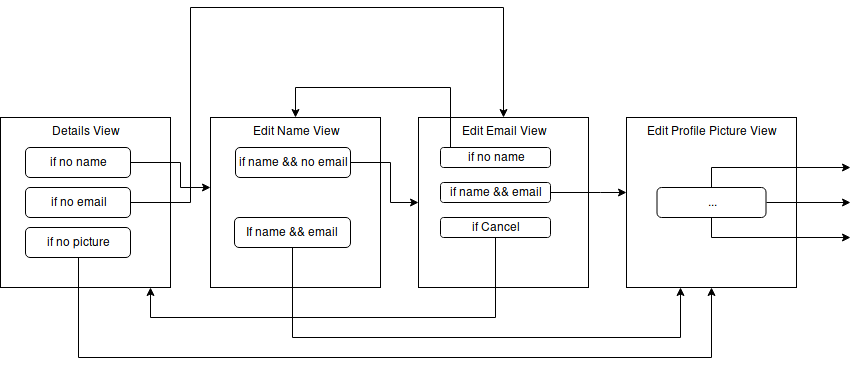 Details View
if no name
if no email
if no picture
Edit Name View
if name && no email
If name && email
Edit Email View
if no name
if name && email
if Cancel
Edit Profile Picture View
...